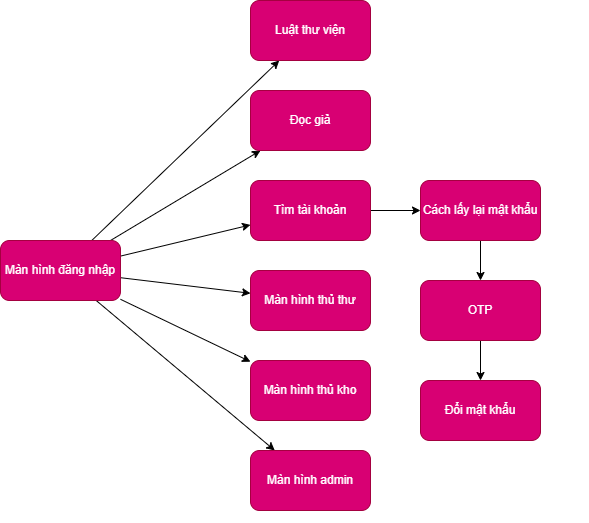 Luật thư viện
Đọc giả
Tìm tài khoản
Cách lấy lại mật khẩu
Màn hình đăng nhập
Màn hình thủ thư
OTP
Màn hình thủ kho
Đổi mật khẩu
Màn hình admin